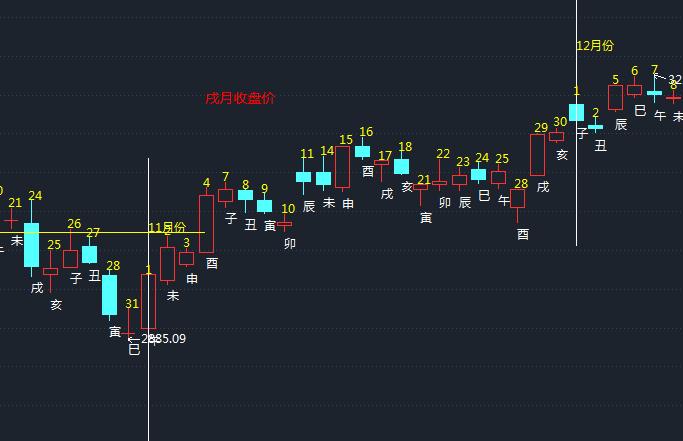 12月份
7
32
6
5
8
1
2
子
丑
辰
巳
午
未
戌月收盘价
29
30
戌
亥
11
14
15
16
17
18
21
22
23
24
25
28
辰
未
申
酉
戌
亥
寅
卯
辰
巳
午
酉
4
7
8
9
10
酉
子
丑
寅
卯
11月份
1
2
3
未
申
0
21
24
25
26
27
28
31
未
戌
亥
子
丑
寅
巳
2885.09